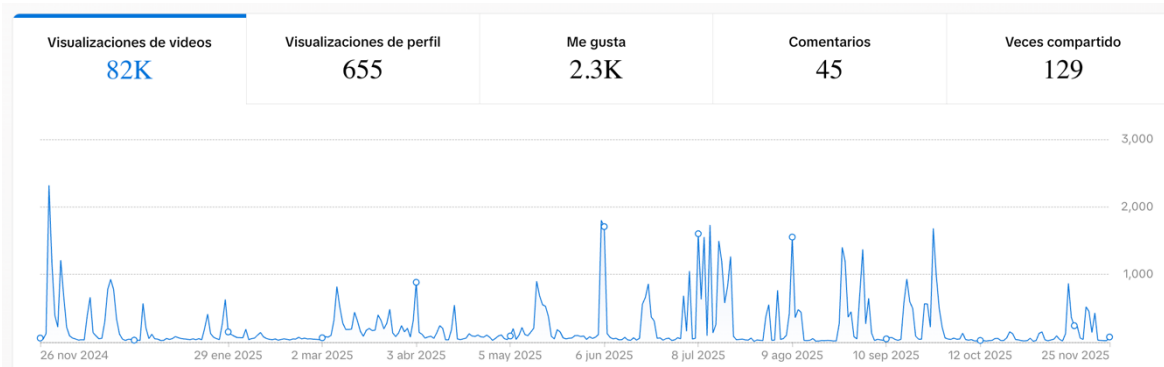 Visualizaciones de videos
82K
Visualizaciones de perfil
655
Me gusta
2.3K
Comentarios
45
Veces compartido
129
3,000
2,000
1,000
26 nov 2024
29 ene 2025
2 mar 2025
3 abr 2025
5 may 2025
6 jun 2025
8 jul 2025
9 ago 2025
10 sep 2025
12 oct 2025
25 nov 2025